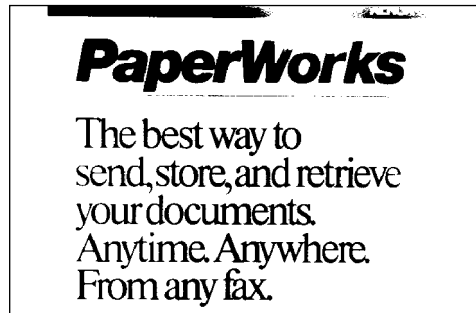 PaperWorks
The best way to
send, store, and retrieve
your documents.
Anytime. Anywhere.
From any fax.